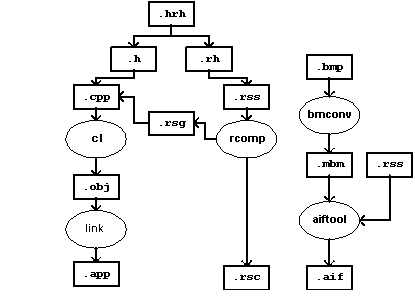 .hrh
.h
.rh
.bmp
.cpp
.rss
.rsg
bmconv
cl
rcomp
.mbm
.rss
.obj
link
aiftool
.app
.rsc
.aif